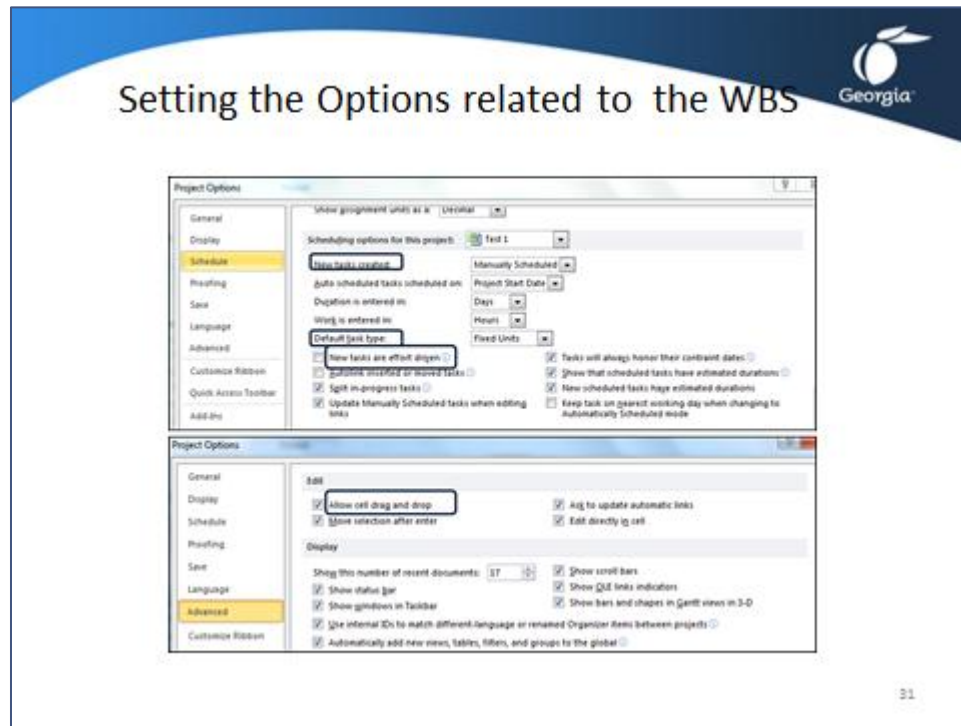 Georgia
Setting the Options related to the WBS
Project Options
General
Display
Schedule
Proofing
Save
Language
Advanced
Customize Ribbon
Quick Access Toolbar
Add-Ins
Show assignment units as a: Decimal
Scheduling options for this project: Test 1
New tasks created: Manually Scheduled
Auto scheduled tasks scheduled on: Project Start Date
Duration is entered in: Days
Work is entered in: Hours
Default task type: Fixed Units
New tasks are effort driven
Autolink inserted or moved tasks
Split in-progress tasks
Update Manually Scheduled tasks when editing
links
Tasks will always honor their contraint dates
Show that scheduled tasks have estimated durations
New scheduled tasks have estimated durations
Keep task on nearest working day when changing to
Automatically Scheduled mode
Project Options
General
Display
Schedule
Proofing
Save
Language
Advanced
Customize Ribbon
Edit
Allow cell drag and drop
Move selection after enter
Ask to update automatic links
Edit directly in cell
Display
Show this number of recent documents: 17
Show status bar
Show windows in Taskbar
Show scroll bars
Show OLE links indicators
Show bars and shapes in Gantt views in 3-D
Use internal IDs to match different-language or renamed Organizer items between projects
Automatically add new views, tables, filters, and groups to the global
31